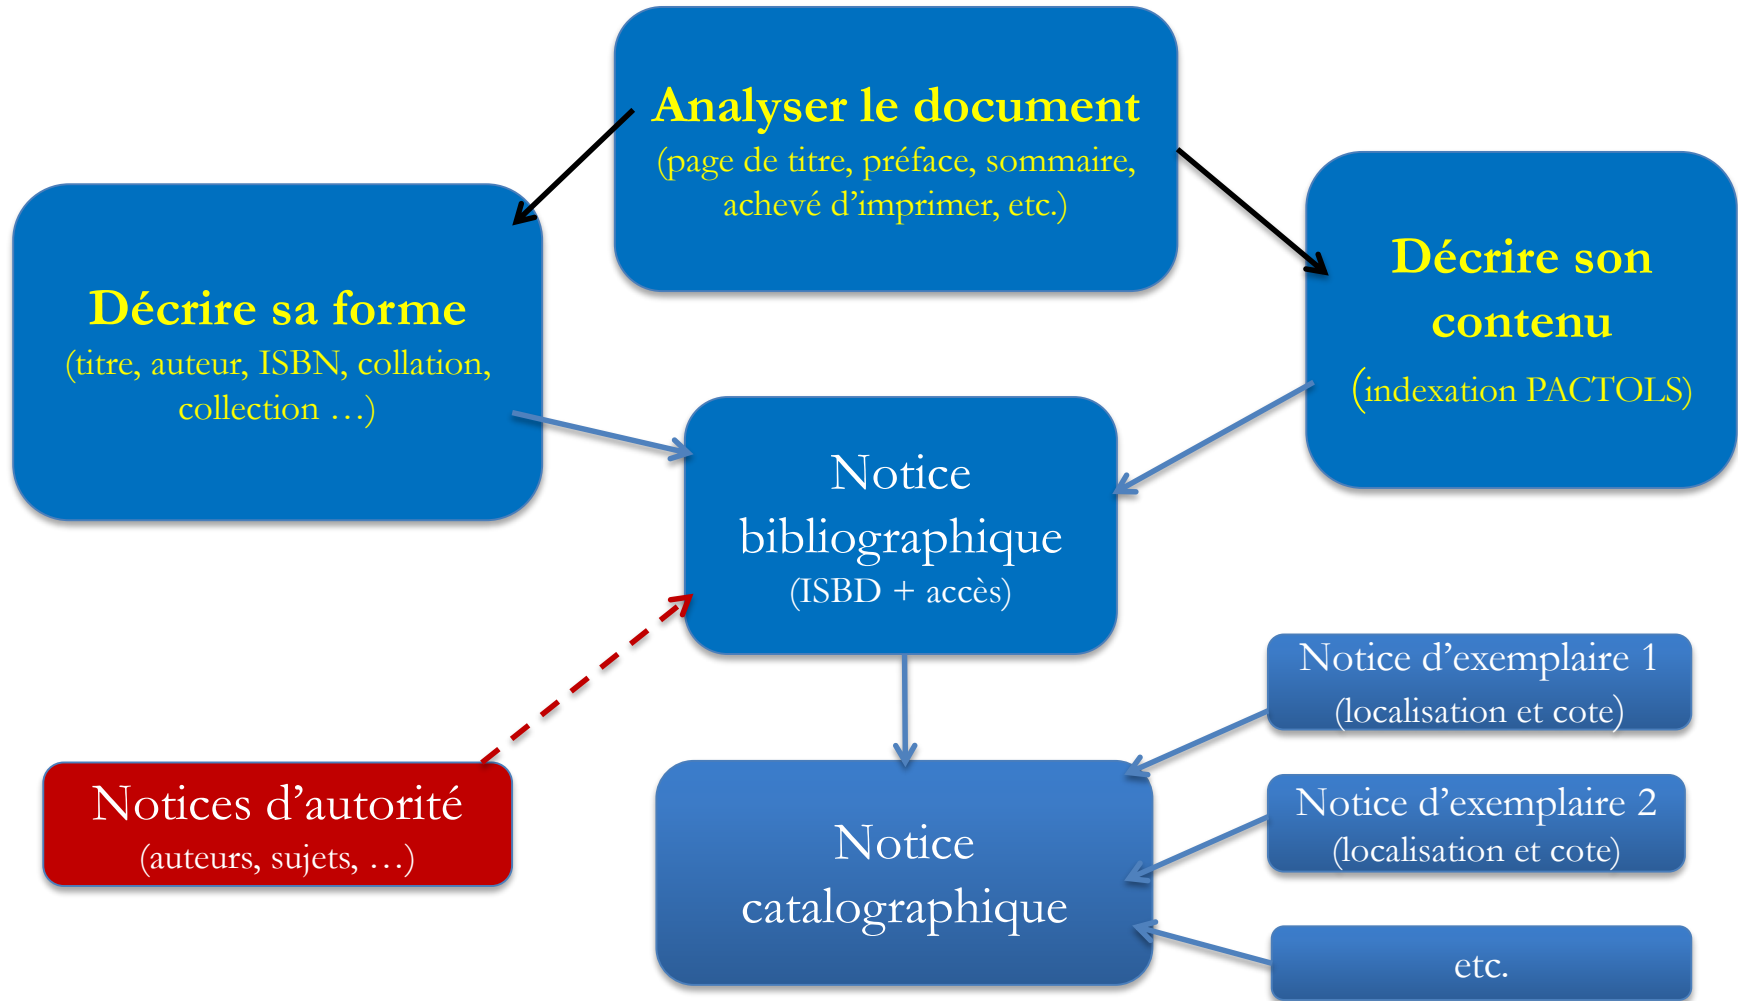 Analyser le document
(page de titre, préface, sommaire,
achevé d’imprimer, etc.)
Décrire sa forme
(titre, auteur, ISBN, collation,
collection …)
Décrire son
contenu
(indexation PACTOLS)
Notice
bibliographique
(ISBD + accès)
Notices d’autorité
(auteurs, sujets, …)
Notice
catalographique
Notice d’exemplaire 1
(localisation et cote)
Notice d’exemplaire 2
(localisation et cote)
etc.